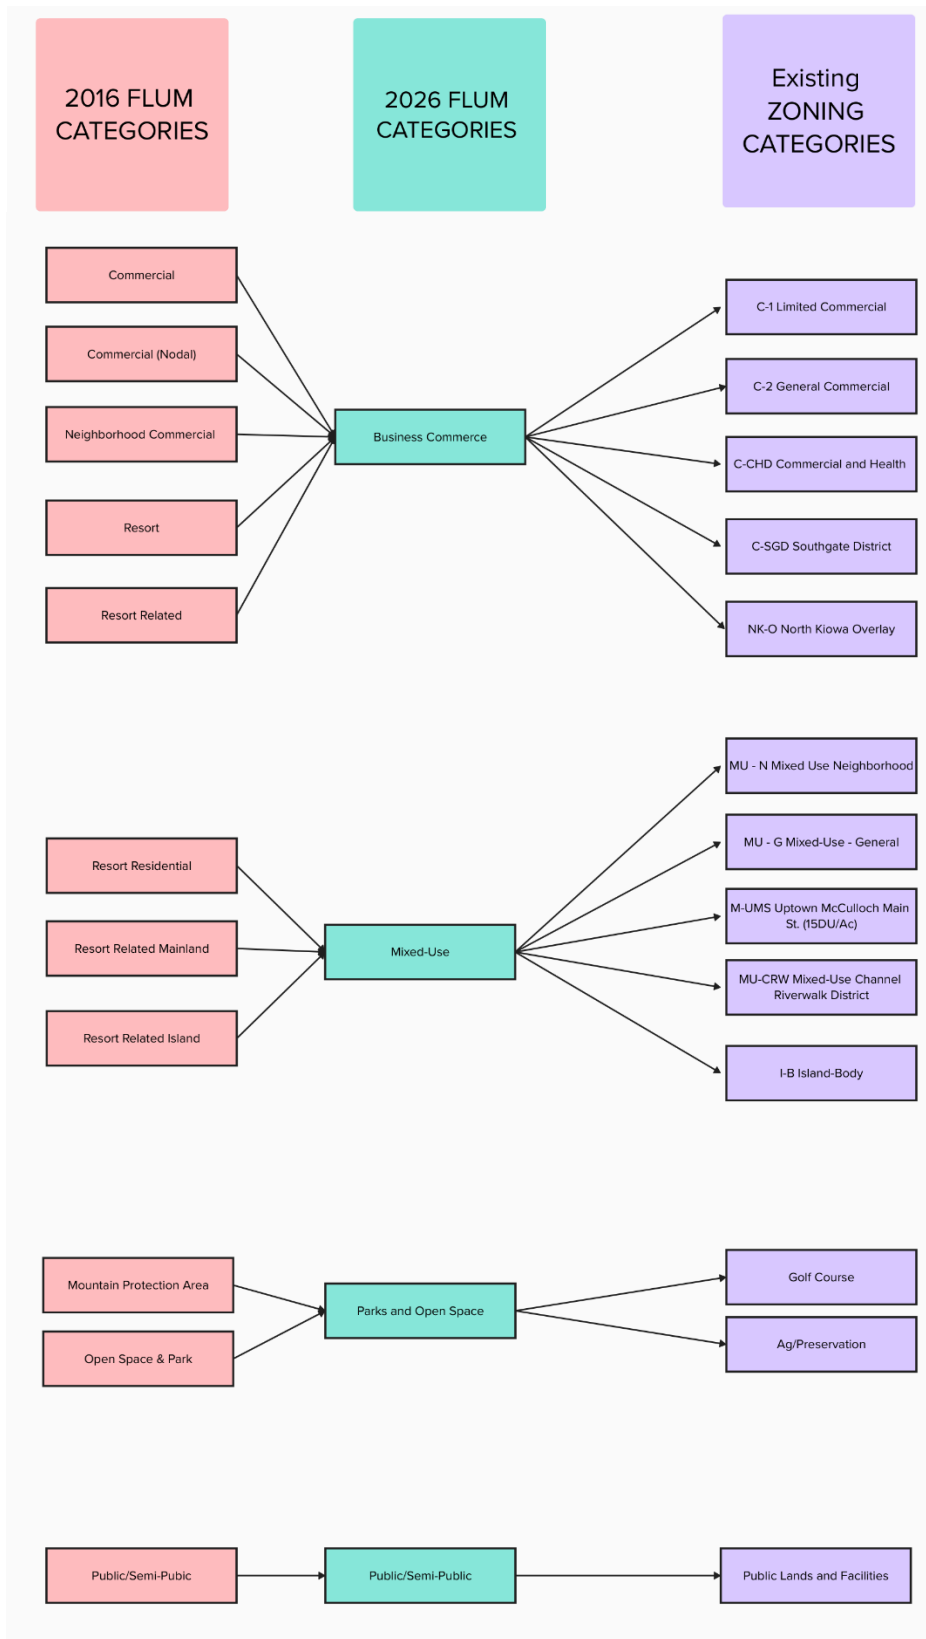 2016 FLUM
CATEGORIES
2026 FLUM
CATEGORIES
Existing
ZONING
CATEGORIES
Commercial
Commercial (Nodal)
Neighborhood Commercial
Resort
Resort Related
Business Commerce
C-1 Limited Commercial
C-2 General Commercial
C-CHD Commercial and Health
C-SGD Southgate District
NK-O North Kiowa Overlay
Resort Residential
Resort Related Mainland
Resort Related Island
Mixed-Use
MU - N Mixed Use Neighborhood
MU - G Mixed-Use - General
M-UMS Uptown McCulloch Main
St. (15DU/Ac)
MU-CRW Mixed-Use Channel
Riverwalk District
I-B Island-Body
Mountain Protection Area
Open Space & Park
Parks and Open Space
Golf Course
Ag/Preservation
Public/Semi-Pubic
Public/Semi-Public
Public Lands and Facilities